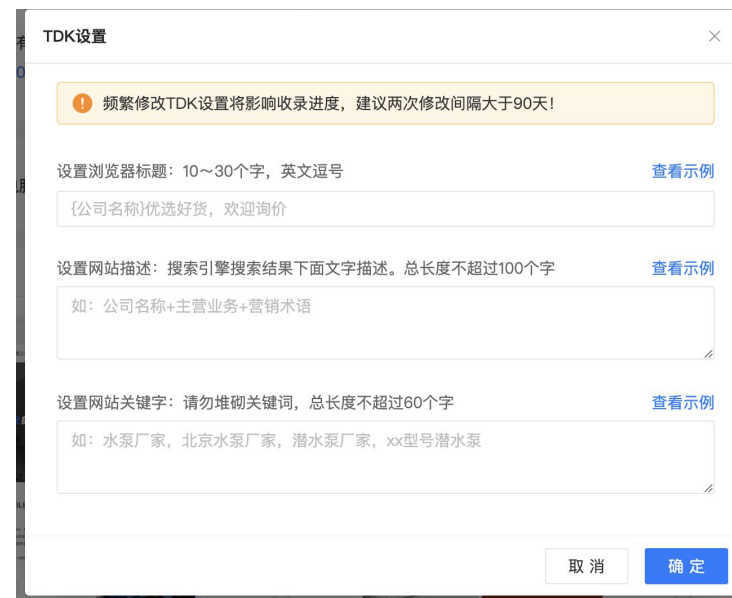 TDK设置
频繁修改TDK设置将影响收录进度，建议两次修改间隔大于90天！
设置浏览器标题：10～30个字，英文逗号 查看示例
{公司名称}优选好货，欢迎询价
设置网站描述：搜索引擎搜索结果下面文字描述。总长度不超过100个字 查看示例
如：公司名称+主营业务+营销术语
设置网站关键字：请勿堆砌关键词，总长度不超过60个字 查看示例
如：水泵厂家，北京水泵厂家，潜水泵厂家，xx型号潜水泵
取 消 确 定